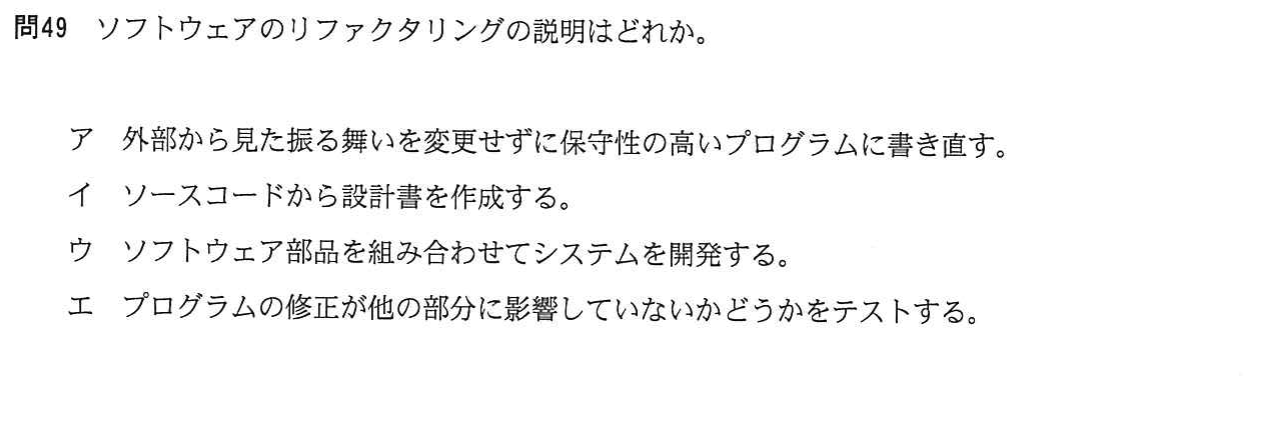 問49　ソフトウェアのリファクタリングの説明はどれか。
ア　外部から見た振る舞いを変更せずに保守性の高いプログラムに書き直す。
イ　ソースコードから設計書を作成する。
ウ　ソフトウェア部品を組み合わせてシステムを開発する。
エ　プログラムの修正が他の部分に影響していないかどうかをテストする。